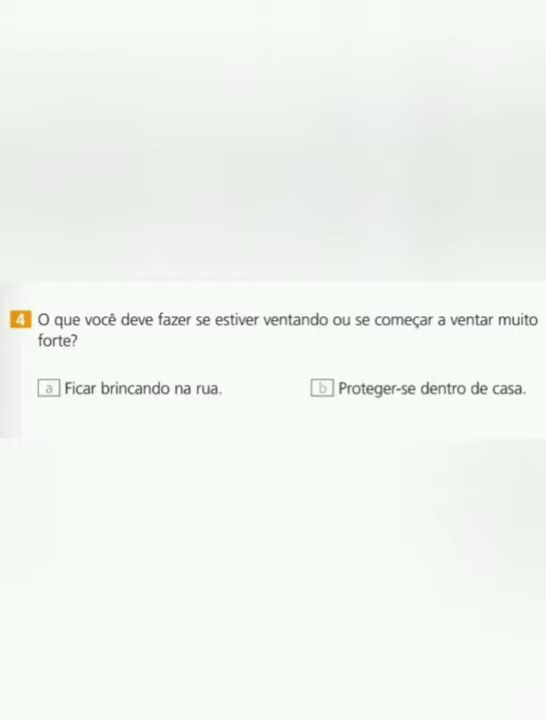 4 O que você deve fazer se estiver ventando ou se começar a ventar muito
forte?
a Ficar brincando na rua. b Proteger-se dentro de casa.